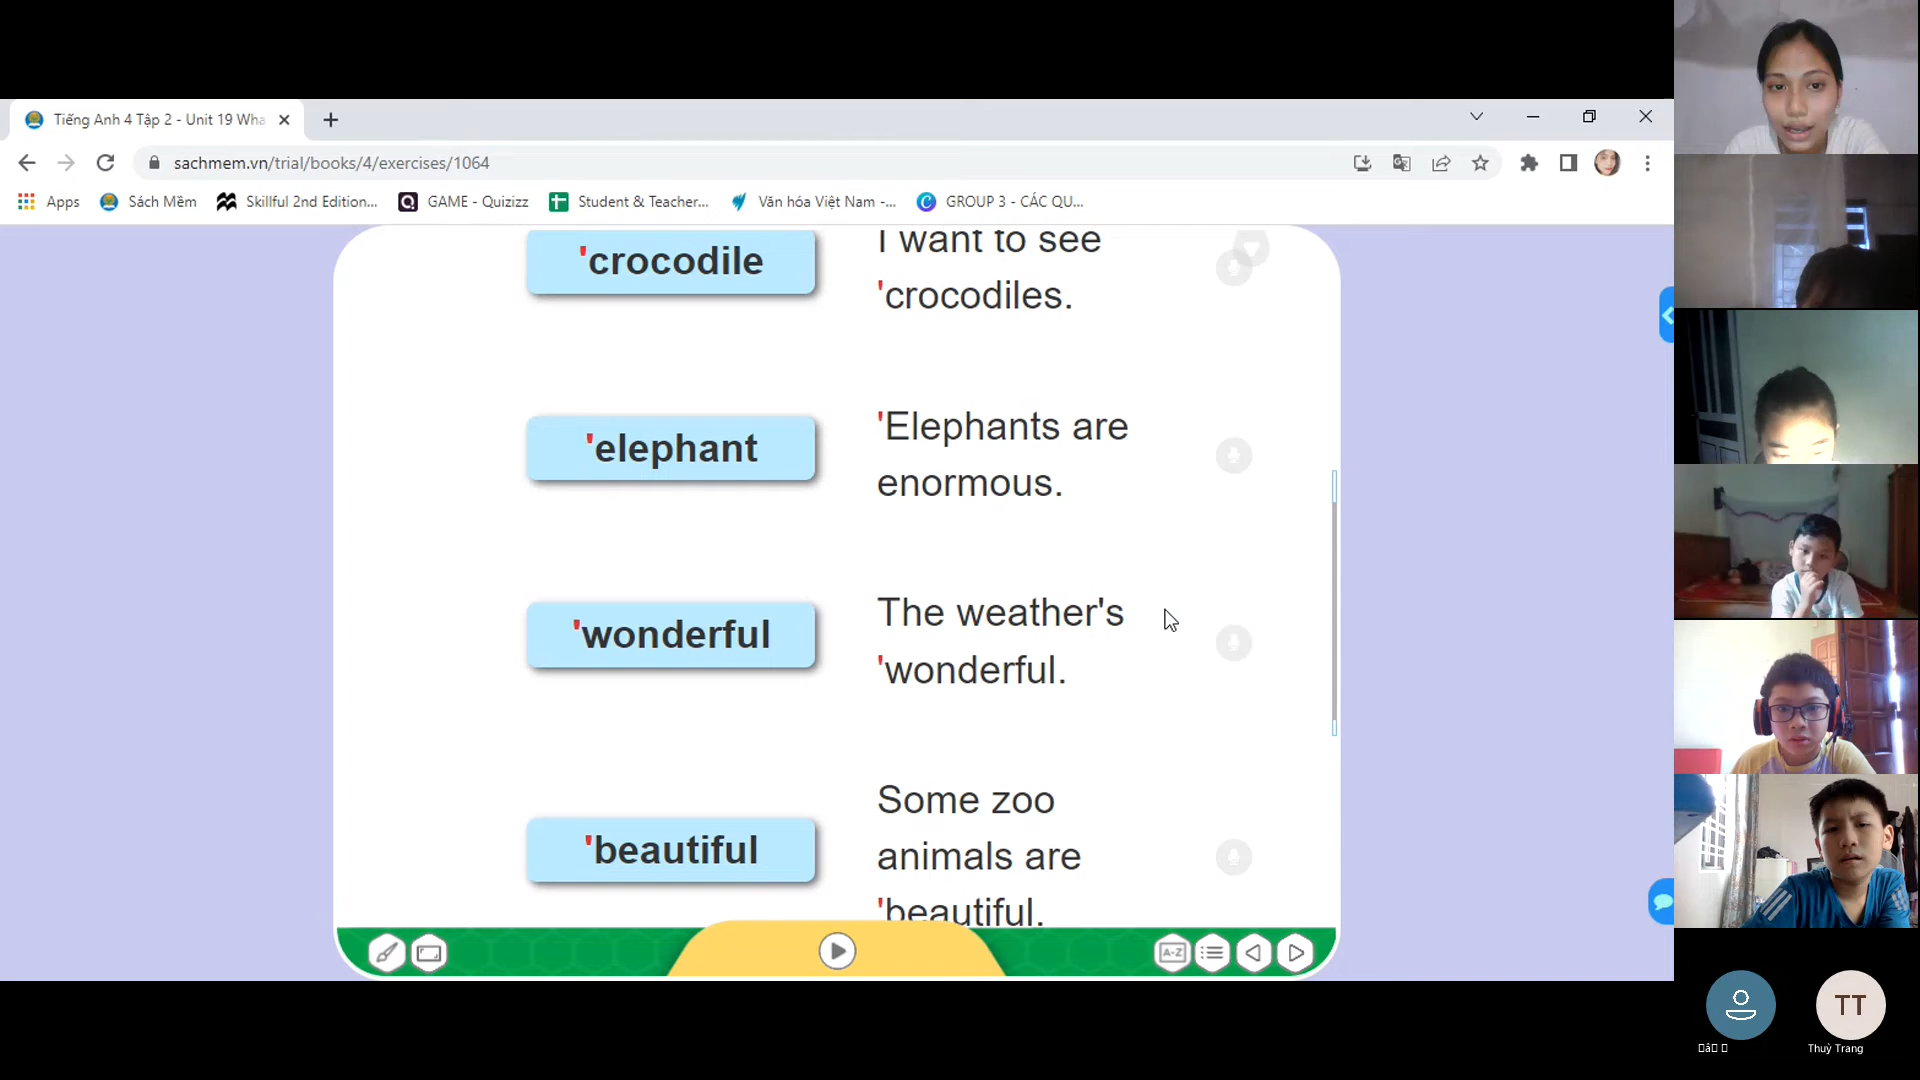 Tiếng Anh 4 Tập 2 - Unit 19 Wha
sachmem.vn/trial/books/4/exercises/1064
Apps
Sách Mềm
Skillful 2nd Edition...
GAME - Quizizz
Student & Teacher...
Văn hóa Việt Nam -...
GROUP 3 - CÁC QU...
'crocodile
I want to see
'crocodiles.
'elephant
'Elephants are
enormous.
'wonderful
The weather's
'wonderful.
'beautiful
Some zoo
animals are
'beautiful.
A-Z
TT
Thuỳ Trang